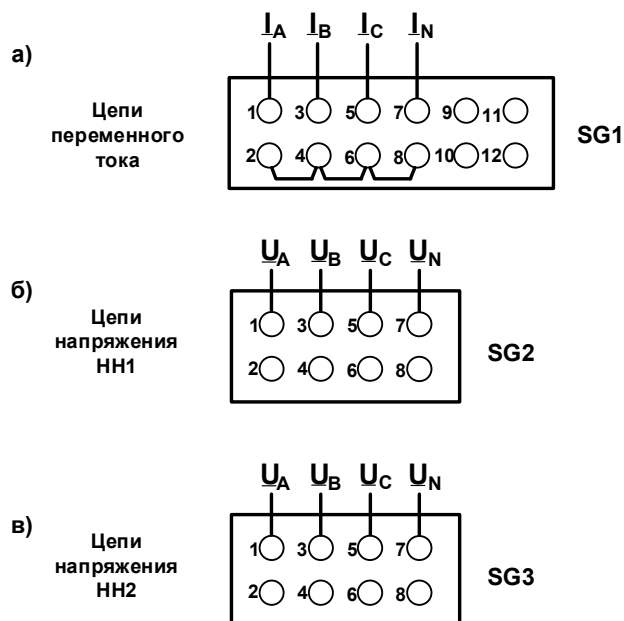 I_A I_B I_C I_N
а)
Цепи
переменного
тока
1 3 5 7 9 11
2 4 6 8 10 12
SG1
U_A U_B U_C U_N
б)
Цепи
напряжения
НН1
1 3 5 7
2 4 6 8
SG2
U_A U_B U_C U_N
в)
Цепи
напряжения
НН2
1 3 5 7
2 4 6 8
SG3